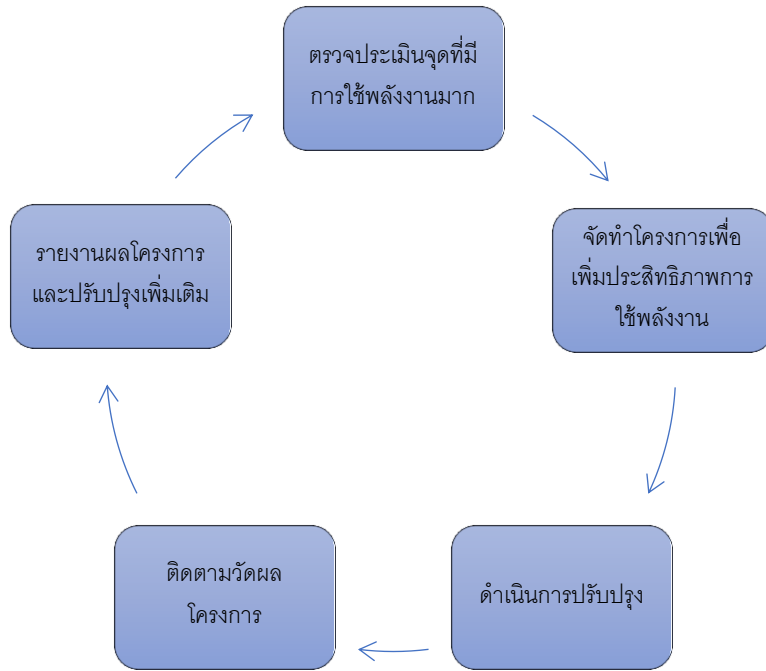 ตรวจประเมินจุดที่มี
การใช้พลังงานมาก
จัดทำโครงการเพื่อ
เพิ่มประสิทธิภาพการ
ใช้พลังงาน
ดำเนินการปรับปรุง
ติดตามวัดผล
โครงการ
รายงานผลโครงการ
และปรับปรุงเพิ่มเติม